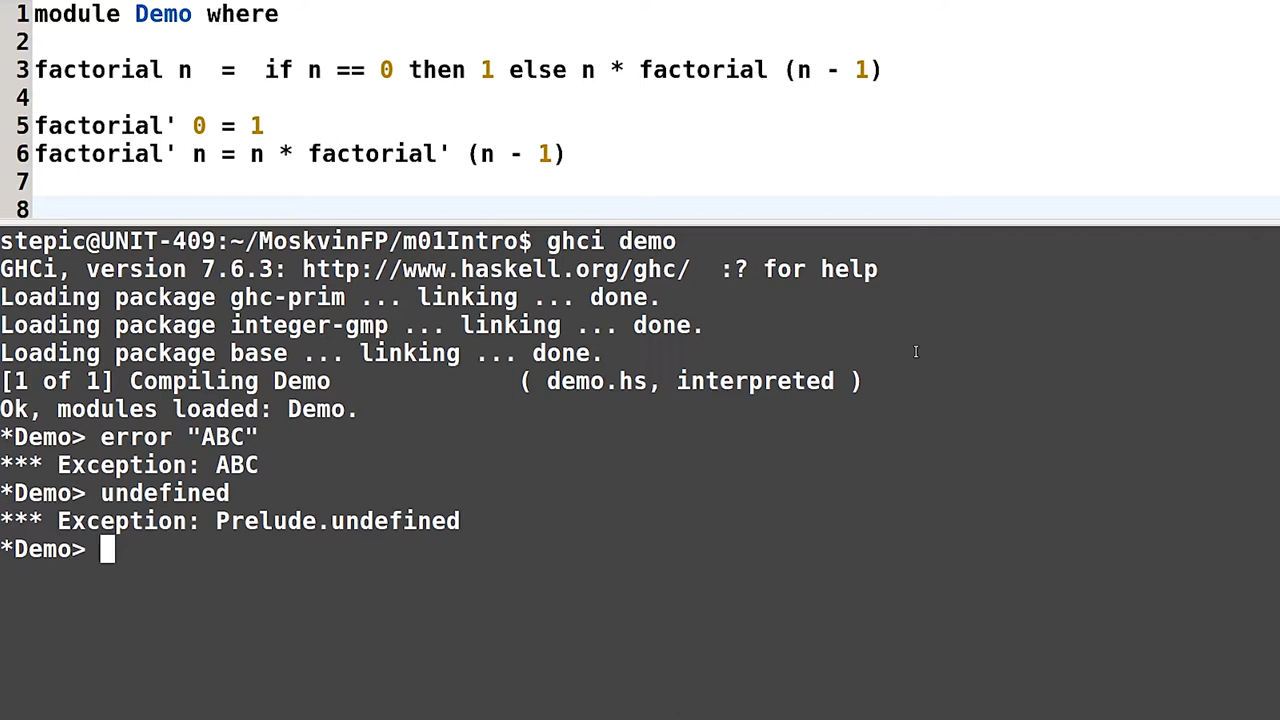 1 module Demo where
2
3 factorial n  =  if n == 0 then 1 else n * factorial (n - 1)
4
5 factorial' 0 = 1
6 factorial' n = n * factorial' (n - 1)
7
8
stepic@UNIT-409:~/MoskvinFP/m01Intro$ ghci demo
GHCi, version 7.6.3: http://www.haskell.org/ghc/  :? for help
Loading package ghc-prim ... linking ... done.
Loading package integer-gmp ... linking ... done.
Loading package base ... linking ... done.
[1 of 1] Compiling Demo             ( demo.hs, interpreted )
Ok, modules loaded: Demo.
*Demo> error "ABC"
*** Exception: ABC
*Demo> undefined
*** Exception: Prelude.undefined
*Demo>